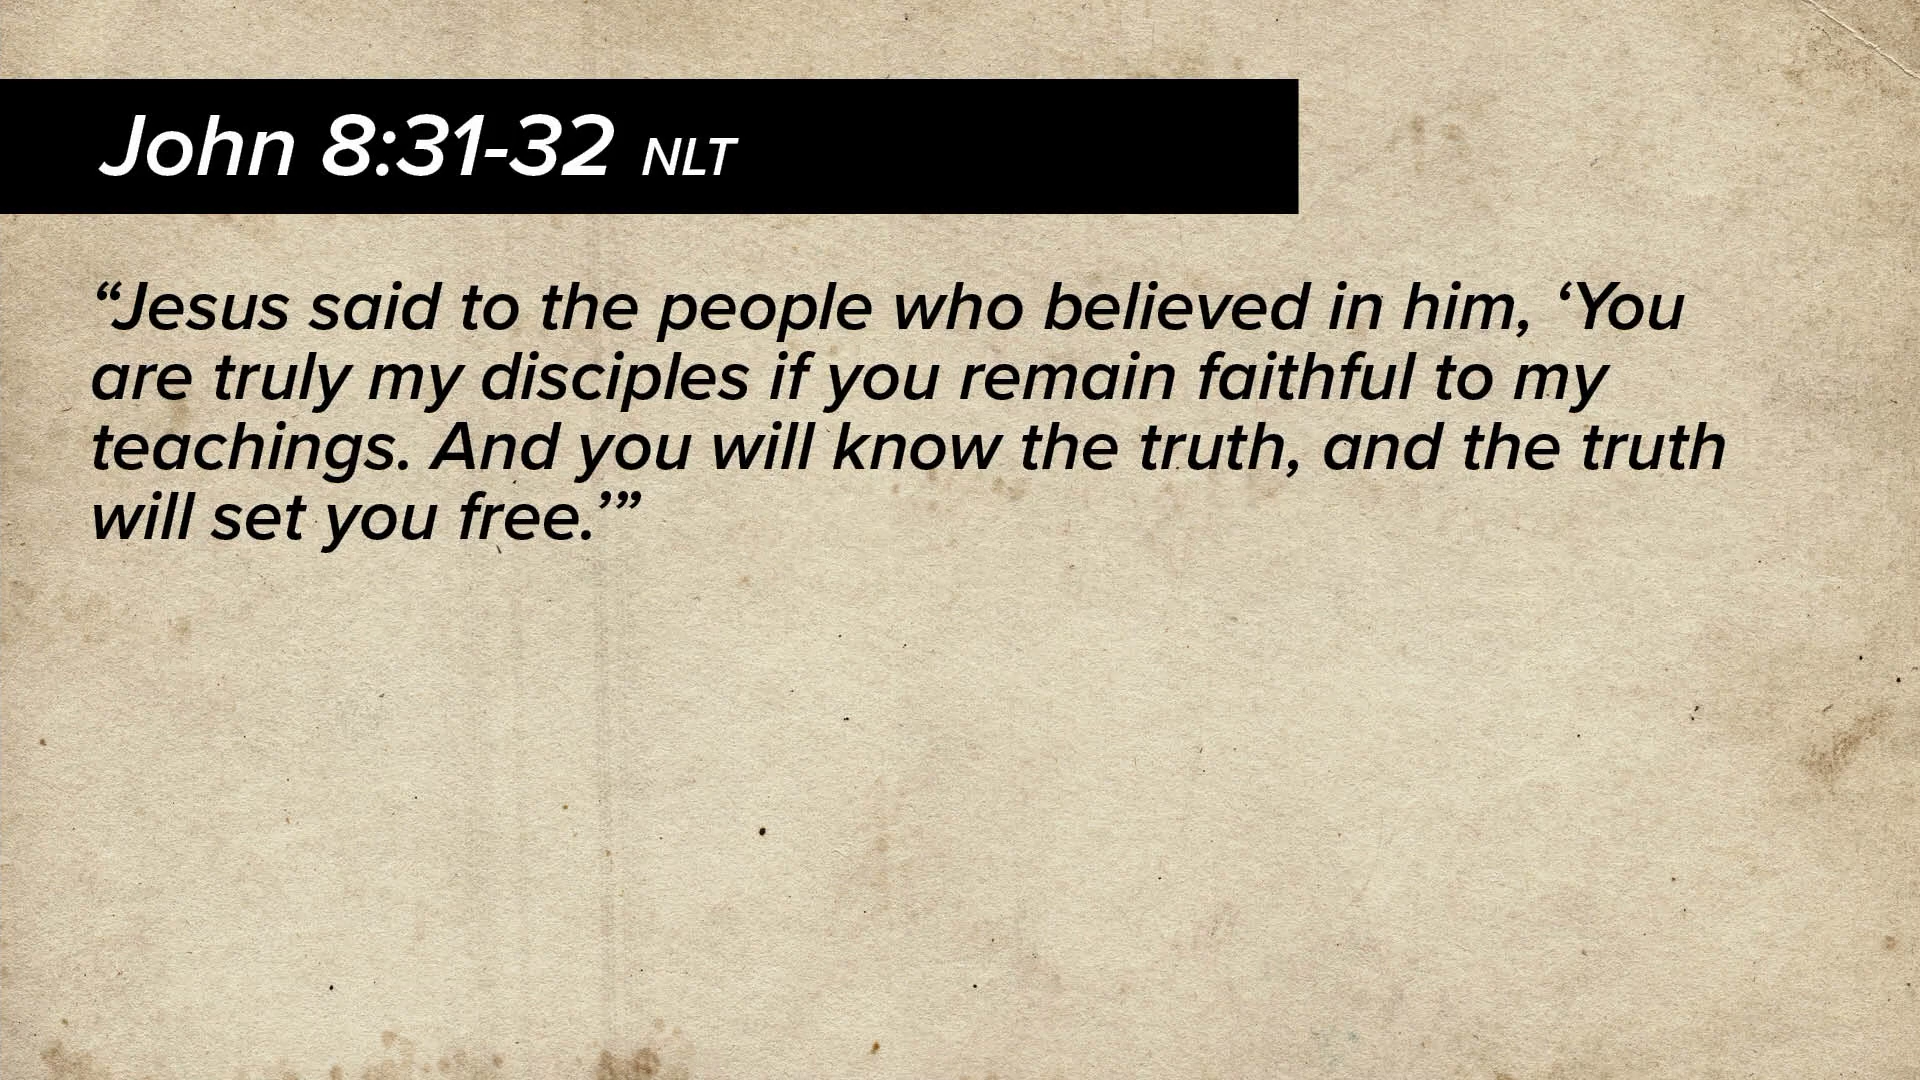 John 8:31-32 NLT
“Jesus said to the people who believed in him, ‘You
are truly my disciples if you remain faithful to my
teachings. And you will know the truth, and the truth
will set you free.’”